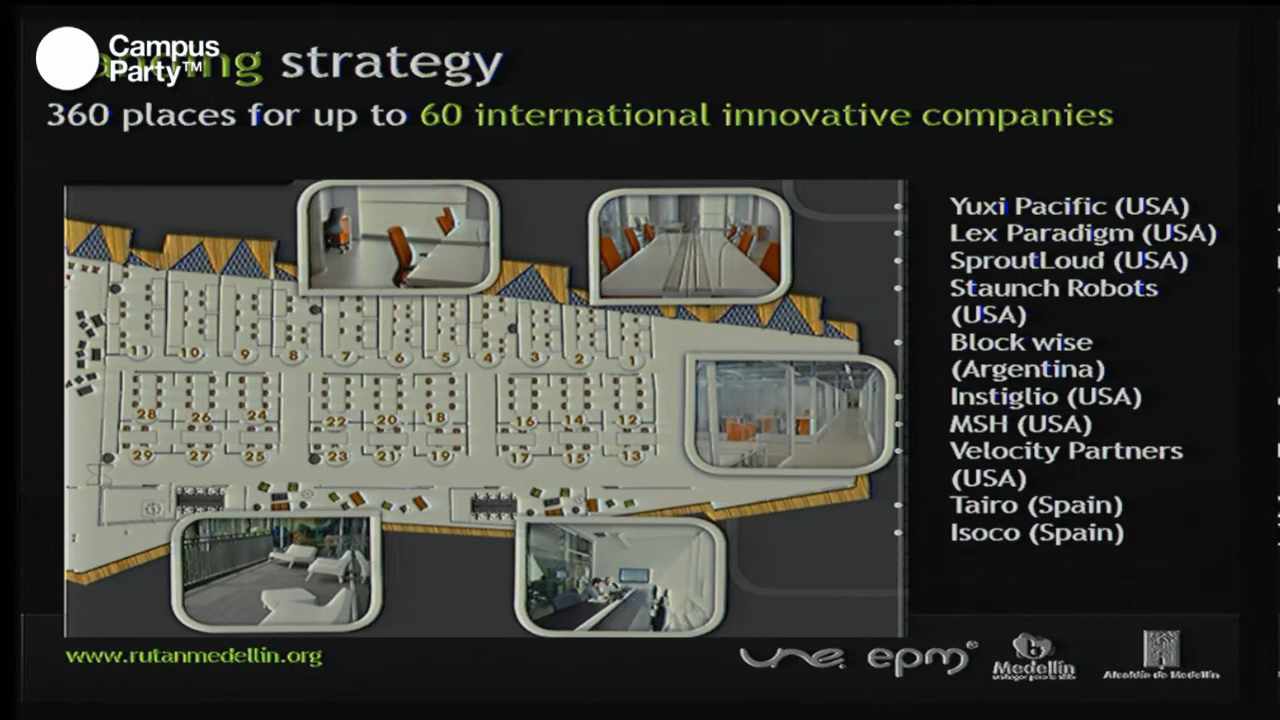 Campus
Party™
strategy
360 places for up to 60 international innovative companies
Yuxi Pacific (USA)
Lex Paradigm (USA)
SproutLoud (USA)
Staunch Robots
(USA)
Block wise
(Argentina)
Instiglio (USA)
MSH (USA)
Velocity Partners
(USA)
Tairo (Spain)
Isoco (Spain)
11 10 9 8 7 6 5 4 3 2 1
28 26 24 22 20 18 16 14 12
29 27 25 23 21 19 17 15 13
www.rutanmedellin.org
une epm®
Medellín
Alcaldía de Medellín